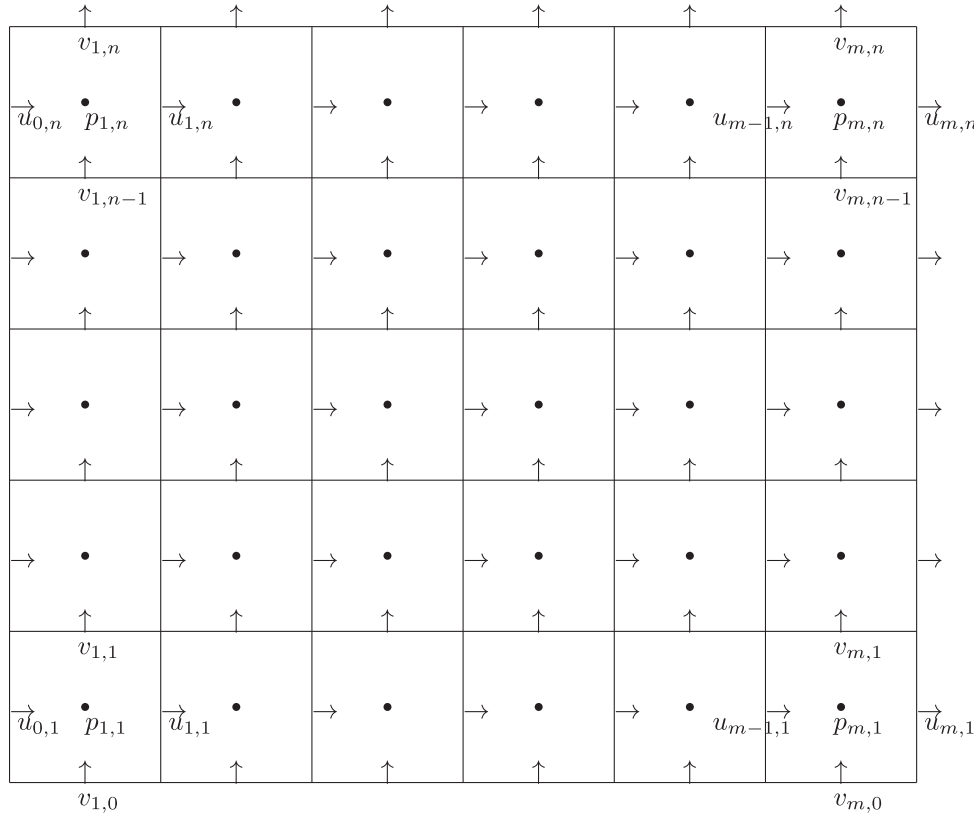 $v_{1,n}$ $v_{m,n}$
$u_{0,n}$ $p_{1,n}$ $u_{1,n}$ $u_{m-1,n}$ $p_{m,n}$ $u_{m,n}$
$v_{1,n-1}$ $v_{m,n-1}$
$v_{1,1}$ $v_{m,1}$
$u_{0,1}$ $p_{1,1}$ $u_{1,1}$ $u_{m-1,1}$ $p_{m,1}$ $u_{m,1}$
$v_{1,0}$ $v_{m,0}$